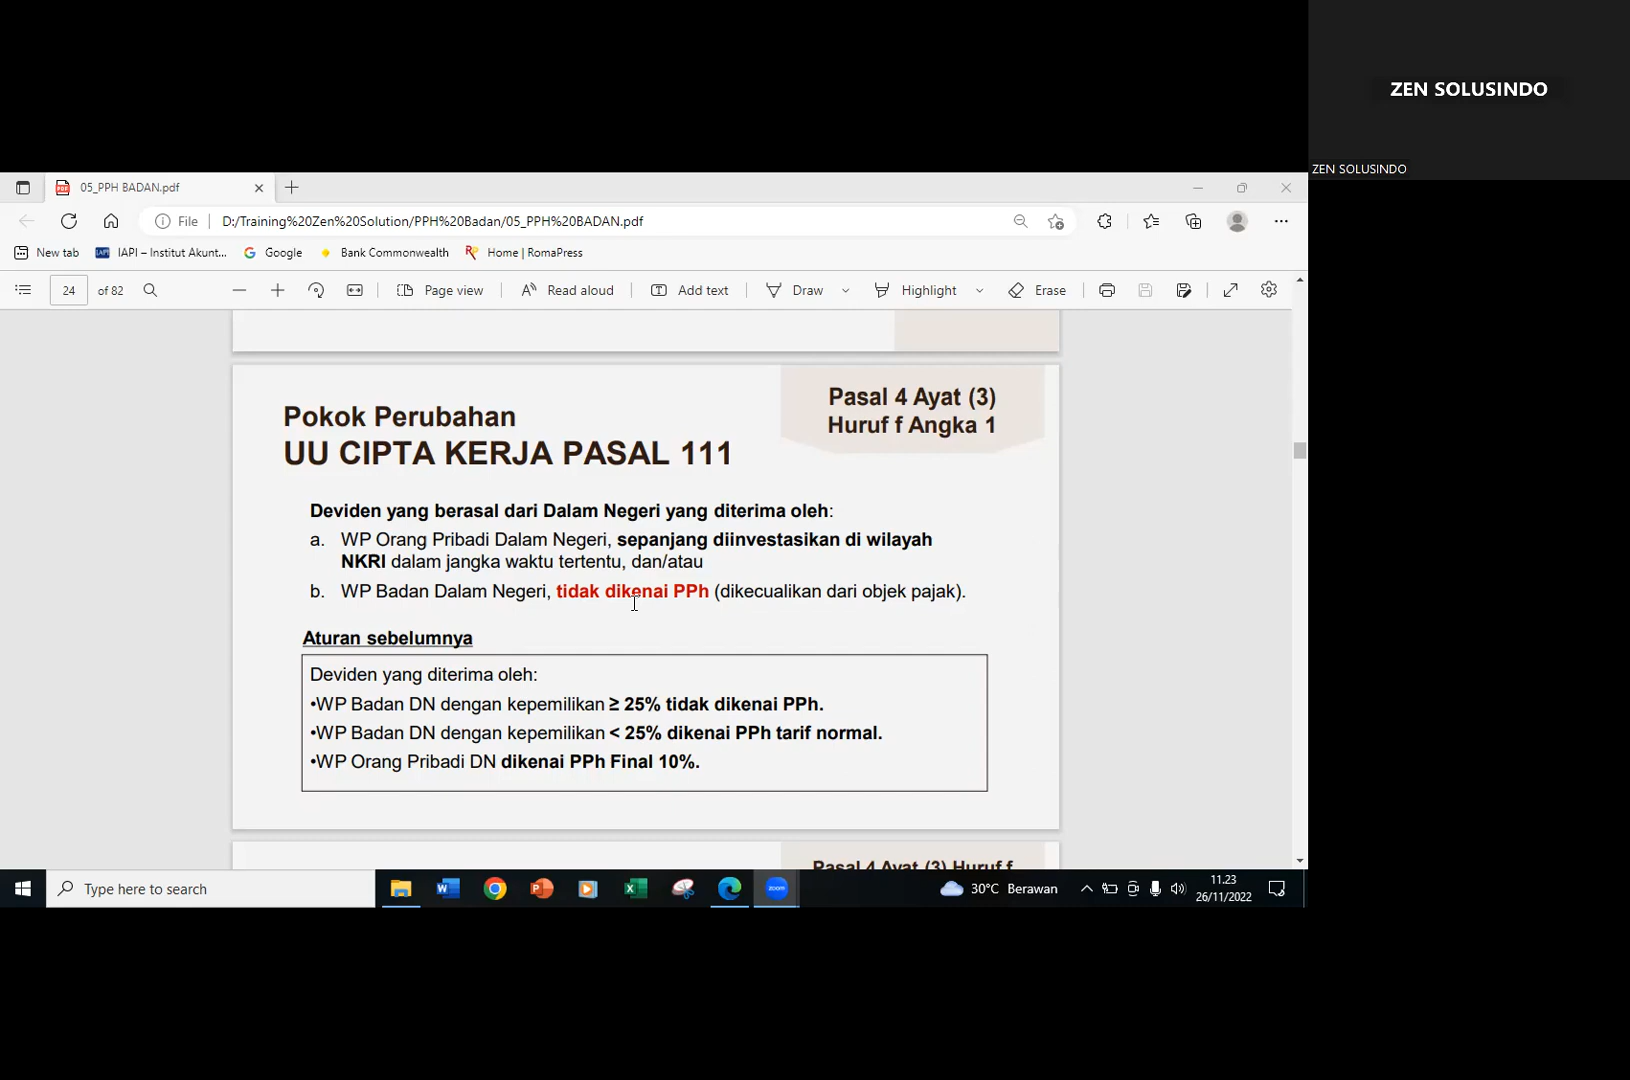 ZEN SOLUSINDO
ZEN SOLUSINDO
05_PPH BADAN.pdf
File
D:/Training%20Zen%20Solution/PPH%20Badan/05_PPH%20BADAN.pdf
New tab
IAPI – Institut Akunt...
Google
Bank Commonwealth
Home | RomaPress
24 of 82
Page view
Read aloud
Add text
Draw
Highlight
Erase
Pasal 4 Ayat (3)
Huruf f Angka 1
Pokok Perubahan
UU CIPTA KERJA PASAL 111
Deviden yang berasal dari Dalam Negeri yang diterima oleh:
a. WP Orang Pribadi Dalam Negeri, sepanjang diinvestasikan di wilayah
NKRI dalam jangka waktu tertentu, dan/atau
b. WP Badan Dalam Negeri, tidak dikenai PPh (dikecualikan dari objek pajak).
Aturan sebelumnya
Deviden yang diterima oleh:
•WP Badan DN dengan kepemilikan ≥ 25% tidak dikenai PPh.
•WP Badan DN dengan kepemilikan < 25% dikenai PPh tarif normal.
•WP Orang Pribadi DN dikenai PPh Final 10%.
Pasal 4 Ayat (3) Huruf f
Type here to search
30°C Berawan
11.23
26/11/2022